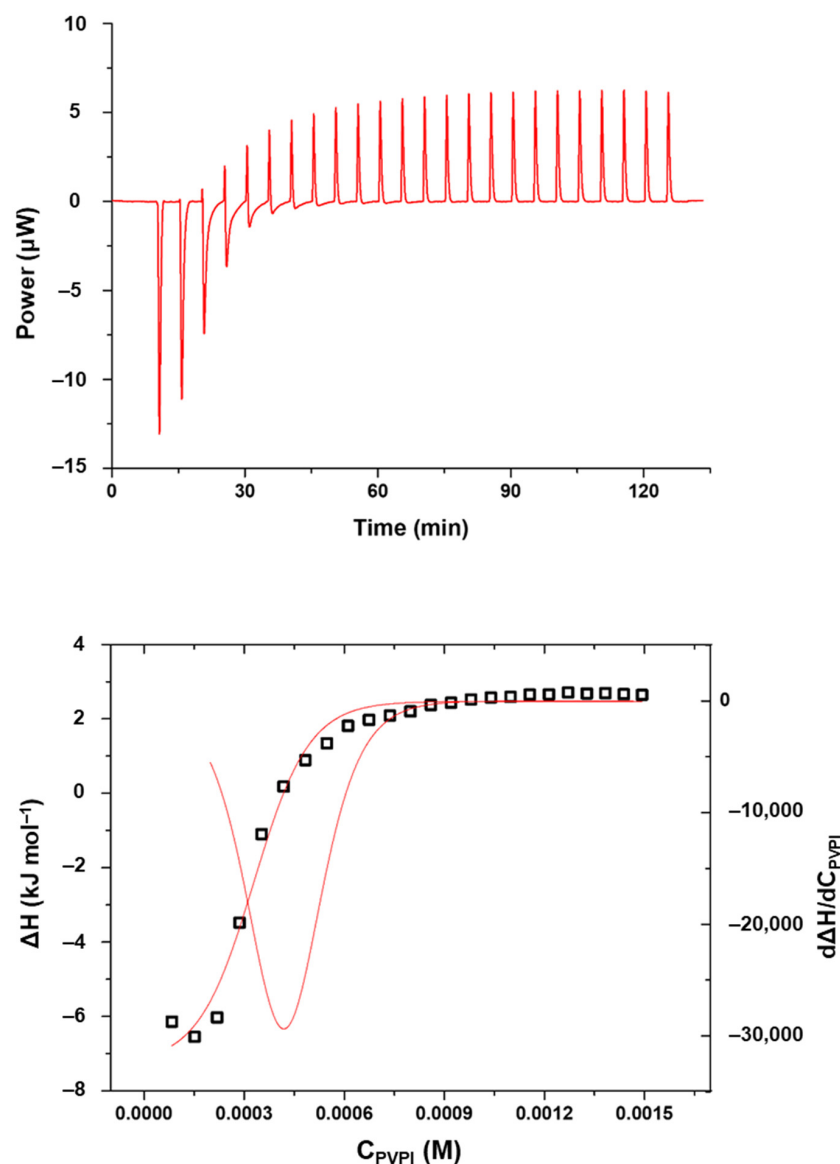 10
5
0
–5
–10
–15
Power (µW)
0 30 60 90 120
Time (min)
4
2
0
–2
–4
–6
–8
ΔH (kJ mol⁻¹)
0
–10,000
–20,000
–30,000
dΔH/dC_PVPI
0.0000 0.0003 0.0006 0.0009 0.0012 0.0015
C_PVPI (M)